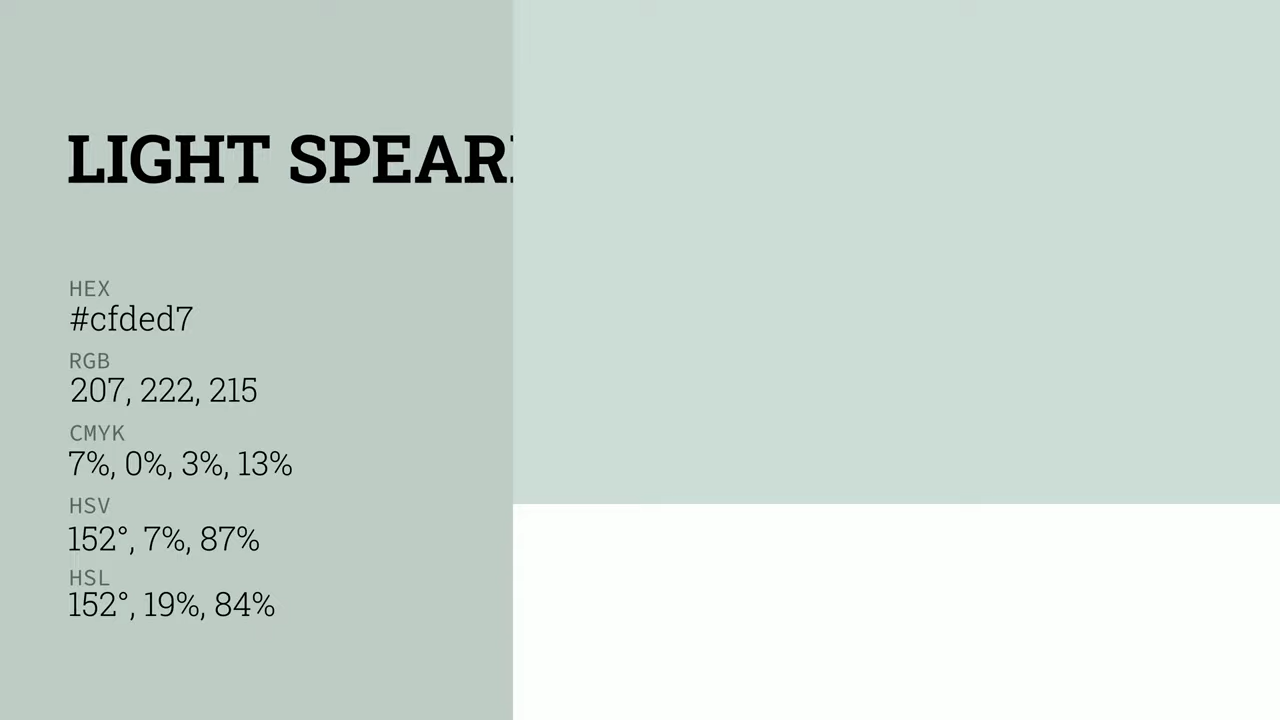 LIGHT SPEAR
HEX
#cfded7
RGB
207, 222, 215
CMYK
7%, 0%, 3%, 13%
HSV
152°, 7%, 87%
HSL
152°, 19%, 84%